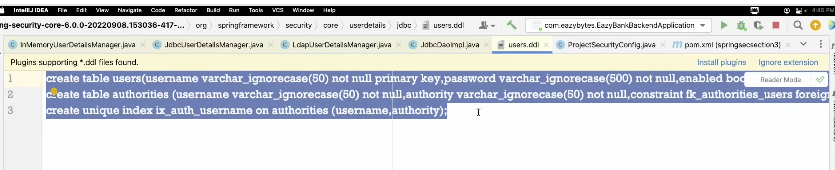 IntelliJ IDEA File Edit View Navigate Code Refactor Build Run Tools VCS Window Help 4:45 PM
ng-security-core-6.0.0-20220908.153036-417-... org springframework security core userdetails jdbc users.ddl com.eazybytes.EazyBankBackendApplication
InMemoryUserDetailsManager.java JdbcUserDetailsManager.java LdapUserDetailsManager.java JdbcDaoImpl.java users.ddl ProjectSecurityConfig.java pom.xml (springsecsection3)
Plugins supporting *.ddl files found. Install plugins Ignore extension
1 create table users(username varchar_ignorecase(50) not null primary key,password varchar_ignorecase(500) not null,enabled boo
Reader Mode
2 create table authorities (username varchar_ignorecase(50) not null,authority varchar_ignorecase(50) not null,constraint fk_authorities_users foreig
3 create unique index ix_auth_username on authorities (username,authority);